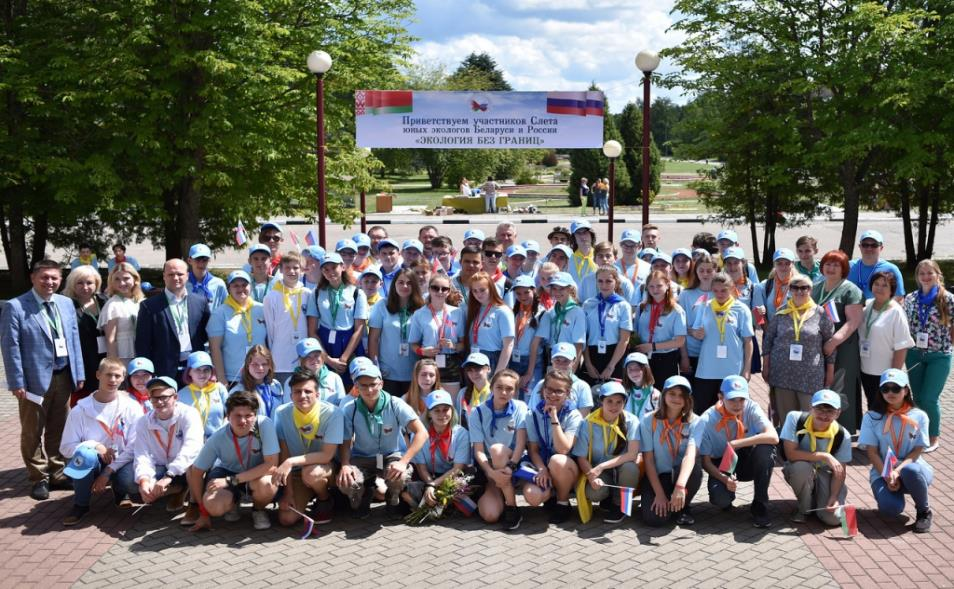 Приветствуем участников Слета
юных экологов Беларуси и России
«ЭКОЛОГИЯ БЕЗ ГРАНИЦ»